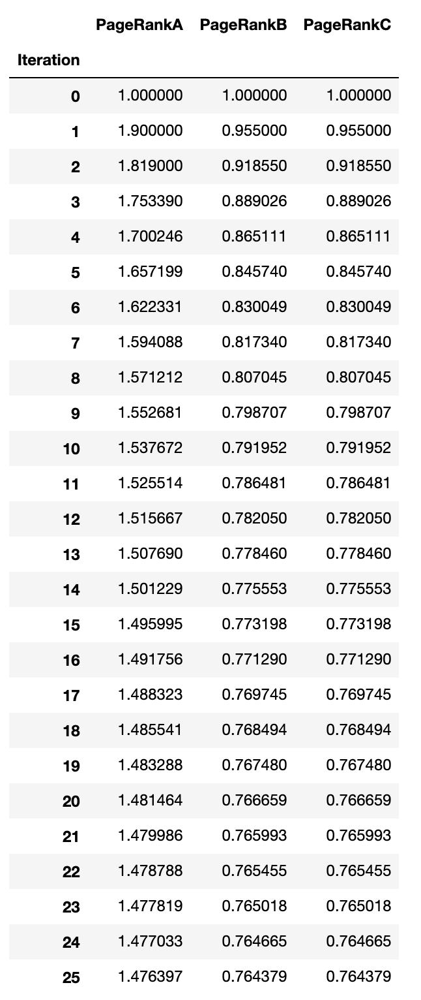 PageRankA PageRankB PageRankC
Iteration
0 1.000000 1.000000 1.000000
1 1.900000 0.955000 0.955000
2 1.819000 0.918550 0.918550
3 1.753390 0.889026 0.889026
4 1.700246 0.865111 0.865111
5 1.657199 0.845740 0.845740
6 1.622331 0.830049 0.830049
7 1.594088 0.817340 0.817340
8 1.571212 0.807045 0.807045
9 1.552681 0.798707 0.798707
10 1.537672 0.791952 0.791952
11 1.525514 0.786481 0.786481
12 1.515667 0.782050 0.782050
13 1.507690 0.778460 0.778460
14 1.501229 0.775553 0.775553
15 1.495995 0.773198 0.773198
16 1.491756 0.771290 0.771290
17 1.488323 0.769745 0.769745
18 1.485541 0.768494 0.768494
19 1.483288 0.767480 0.767480
20 1.481464 0.766659 0.766659
21 1.479986 0.765993 0.765993
22 1.478788 0.765455 0.765455
23 1.477819 0.765018 0.765018
24 1.477033 0.764665 0.764665
25 1.476397 0.764379 0.764379